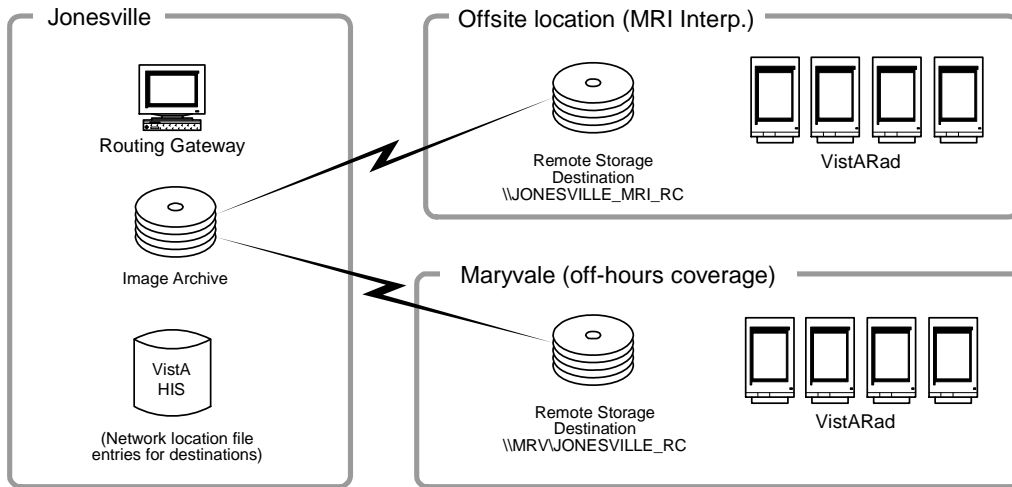 Jonesville
Routing Gateway
Image Archive
VistA
HIS
(Network location file
entries for destinations)
Offsite location (MRI Interp.)
Remote Storage
Destination
\\JONESVILLE_MRI_RC
VistARad
Maryvale (off-hours coverage)
Remote Storage
Destination
\\MRV\JONESVILLE_RC
VistARad